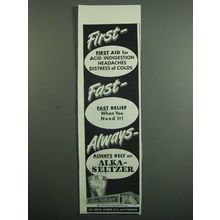 First-
FIRST AID for
ACID INDIGESTION
HEADACHES
DISTRESS of COLDS
Fast-
FAST RELIEF
When You
Need It!
Always-
ALWAYS RELY on
ALKA-
SELTZER